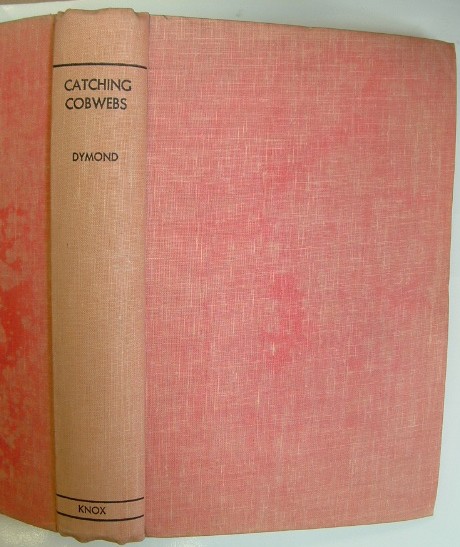 CATCHING
COBWEBS
DYMOND
KNOX